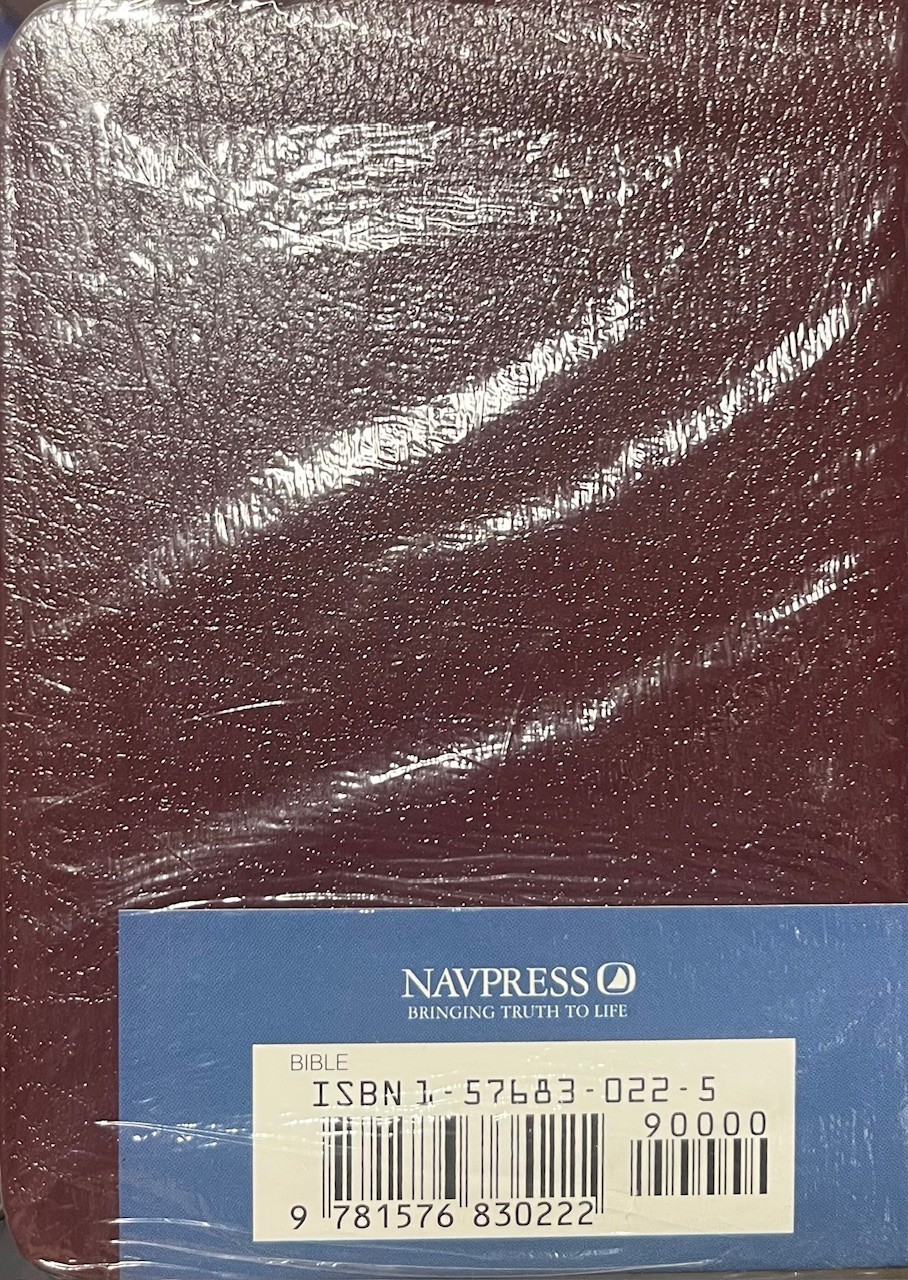 NAVPRESS
BRINGING TRUTH TO LIFE
BIBLE
ISBN 1-57683-022-5
90000
9 781576 830222